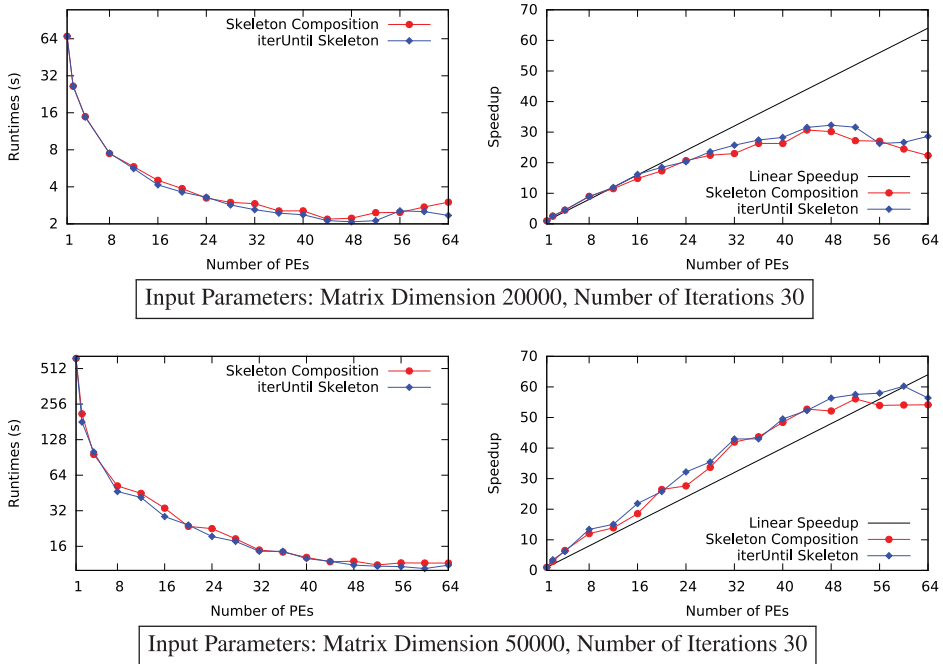 Skeleton Composition
iterUntil Skeleton
Runtimes (s)
64
32
16
8
4
2
1 8 16 24 32 40 48 56 64
Number of PEs
Speedup
70
60
50
40
30
20
10
0
Linear Speedup
Skeleton Composition
iterUntil Skeleton
1 8 16 24 32 40 48 56 64
Number of PEs
Input Parameters: Matrix Dimension 20000, Number of Iterations 30
Skeleton Composition
iterUntil Skeleton
Runtimes (s)
512
256
128
64
32
16
1 8 16 24 32 40 48 56 64
Number of PEs
Speedup
70
60
50
40
30
20
10
0
Linear Speedup
Skeleton Composition
iterUntil Skeleton
1 8 16 24 32 40 48 56 64
Number of PEs
Input Parameters: Matrix Dimension 50000, Number of Iterations 30